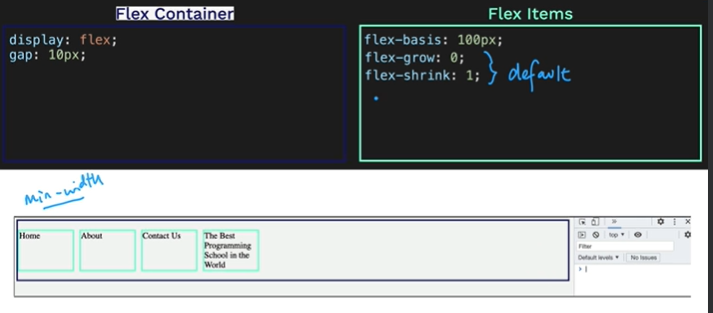 Flex Container
display: flex;
gap: 10px;
Flex Items
flex-basis: 100px;
flex-grow: 0;
flex-shrink: 1;
default
min-width
Home
About
Contact Us
The Best
Programming
School in the
World
top
Filter
Default levels
No Issues